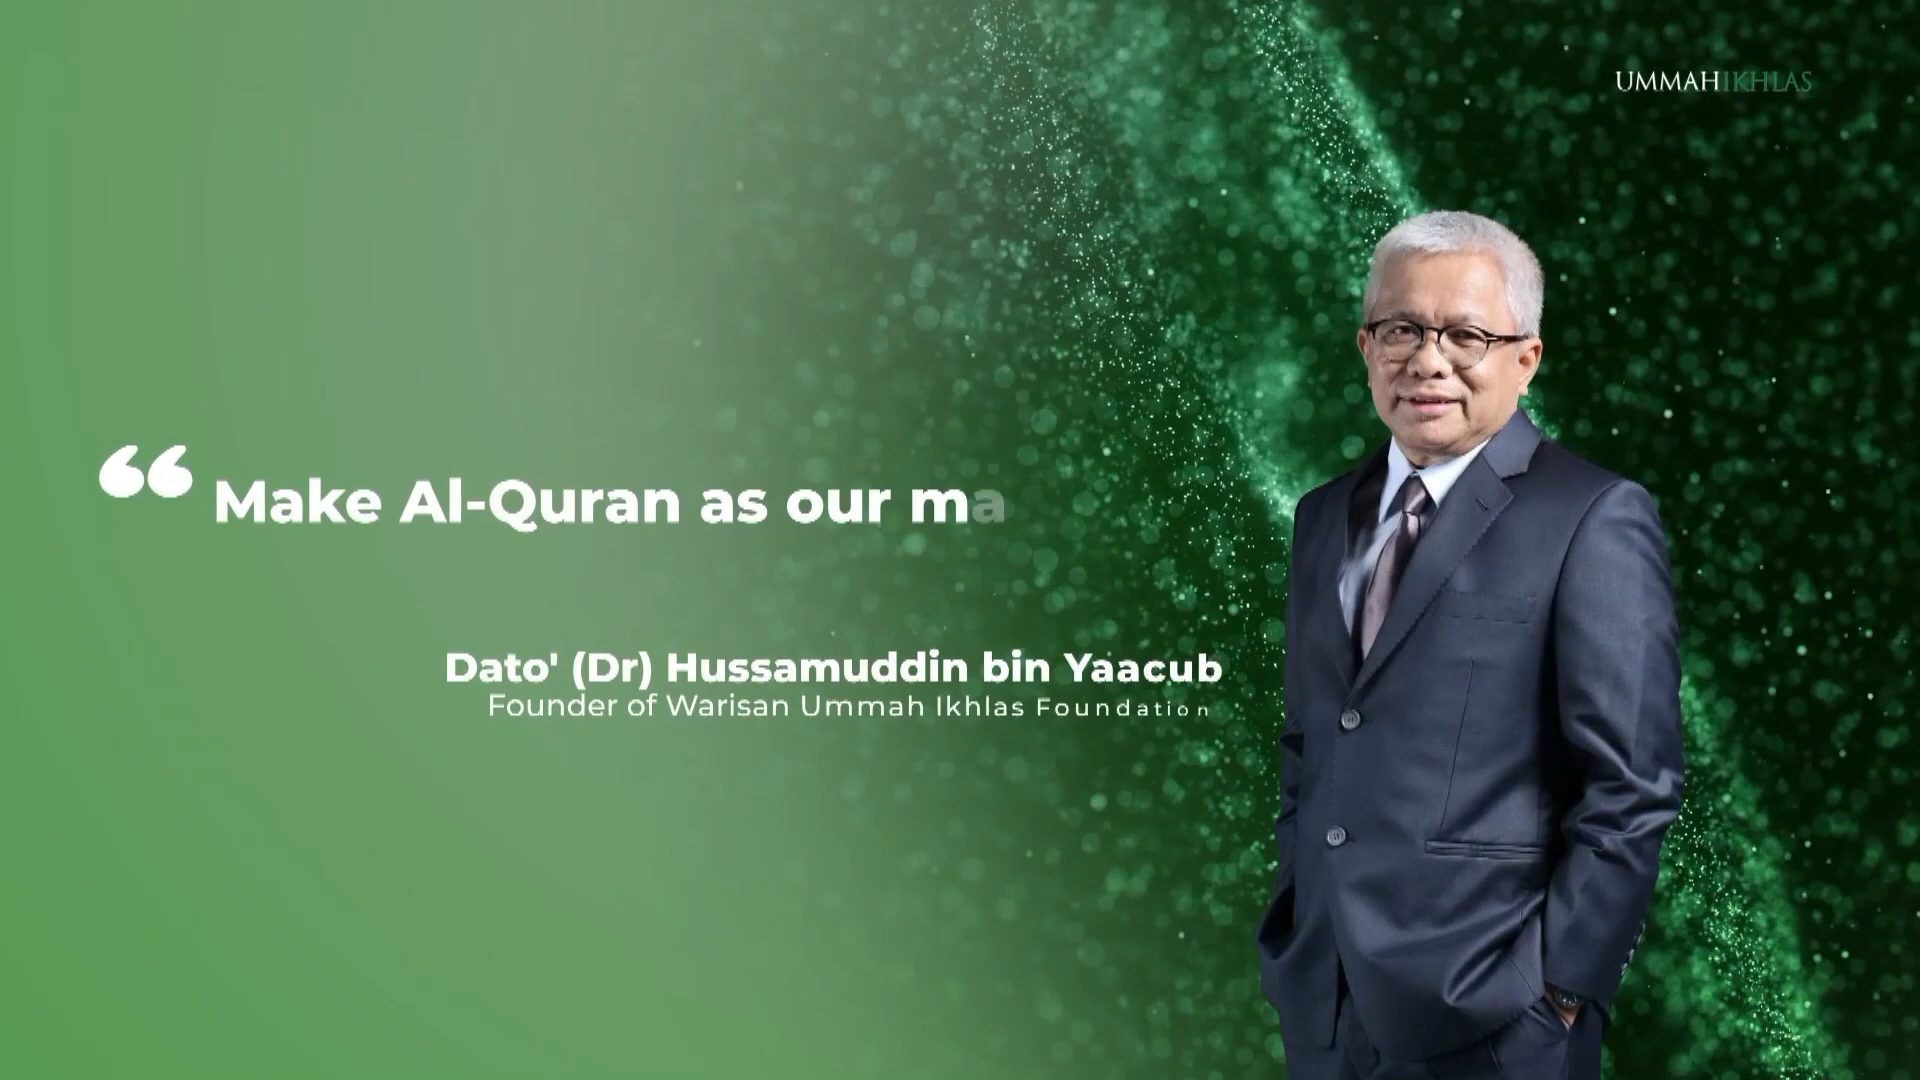 UMMAHIKHLAS
“ Make Al-Quran as our ma
Dato' (Dr) Hussamuddin bin Yaacub
Founder of Warisan Ummah Ikhlas Foundation